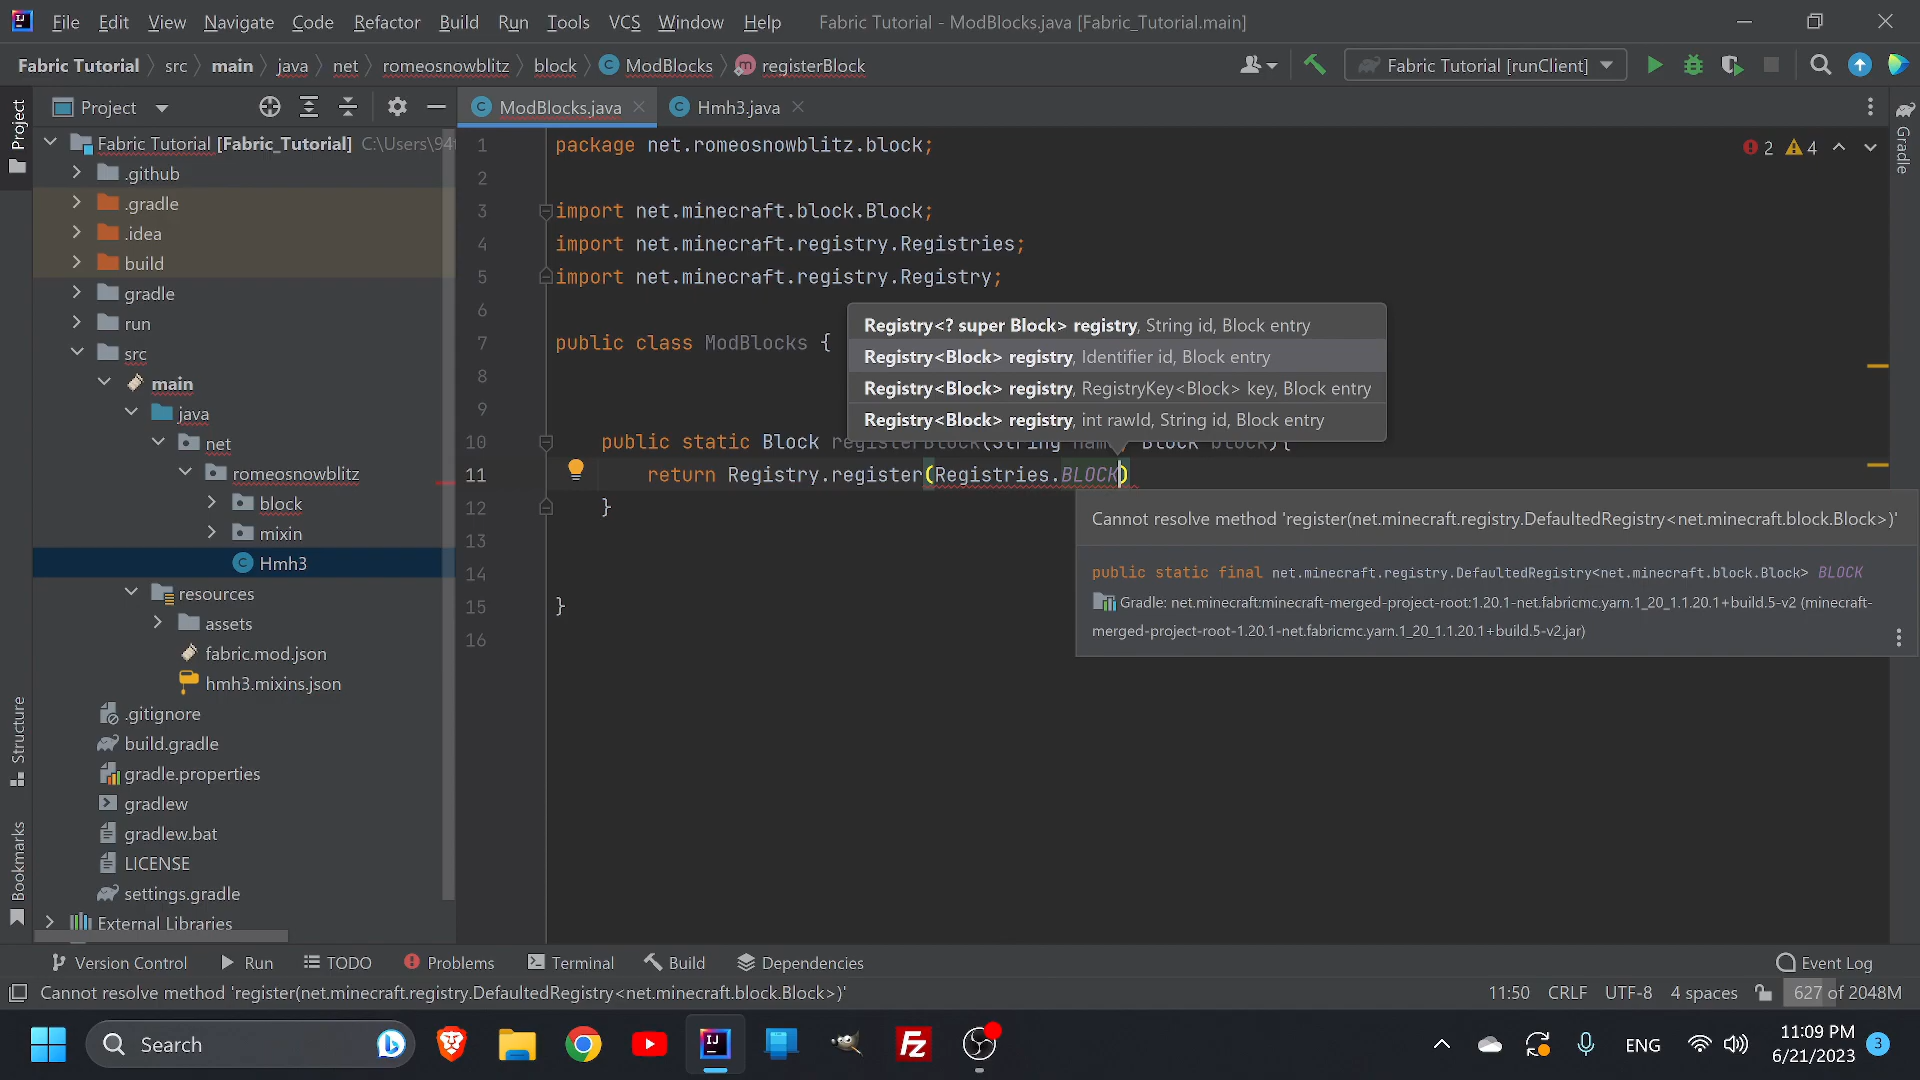 File Edit View Navigate Code Refactor Build Run Tools VCS Window Help Fabric Tutorial - ModBlocks.java [Fabric_Tutorial.main]
Fabric Tutorial src main java net romeosnowblitz block ModBlocks registerBlock Fabric Tutorial [runClient]
Project
Project
ModBlocks.java
Hmh3.java
Gradle
Fabric Tutorial [Fabric_Tutorial] C:\Users\94
.github
.gradle
.idea
build
gradle
run
src
main
java
net
romeosnowblitz
block
mixin
Hmh3
resources
assets
fabric.mod.json
hmh3.mixins.json
.gitignore
build.gradle
gradle.properties
gradlew
gradlew.bat
LICENSE
settings.gradle
External Libraries
Structure
Bookmarks
2 4
1 package net.romeosnowblitz.block;
2
3 import net.minecraft.block.Block;
4 import net.minecraft.registry.Registries;
5 import net.minecraft.registry.Registry;
6
7 public class ModBlocks {
8
9
10 public static Block registerBlock(String name, Block block){
11 return Registry.register(Registries.BLOCK)
12 }
13
14
15 }
16
Registry<? super Block> registry, String id, Block entry
Registry<Block> registry, Identifier id, Block entry
Registry<Block> registry, RegistryKey<Block> key, Block entry
Registry<Block> registry, int rawId, String id, Block entry
Cannot resolve method 'register(net.minecraft.registry.DefaultedRegistry<net.minecraft.block.Block>)'
public static final net.minecraft.registry.DefaultedRegistry<net.minecraft.block.Block> BLOCK
Gradle: net.minecraft:minecraft-merged-project-root:1.20.1-net.fabricmc.yarn.1_20_1.1.20.1+build.5-v2 (minecraft-
merged-project-root-1.20.1-net.fabricmc.yarn.1_20_1.1.20.1+build.5-v2.jar)
Version Control Run TODO Problems Terminal Build Dependencies Event Log
Cannot resolve method 'register(net.minecraft.registry.DefaultedRegistry<net.minecraft.block.Block>)' 11:50 CRLF UTF-8 4 spaces 627 of 2048M
Search
ENG
11:09 PM
6/21/2023
3